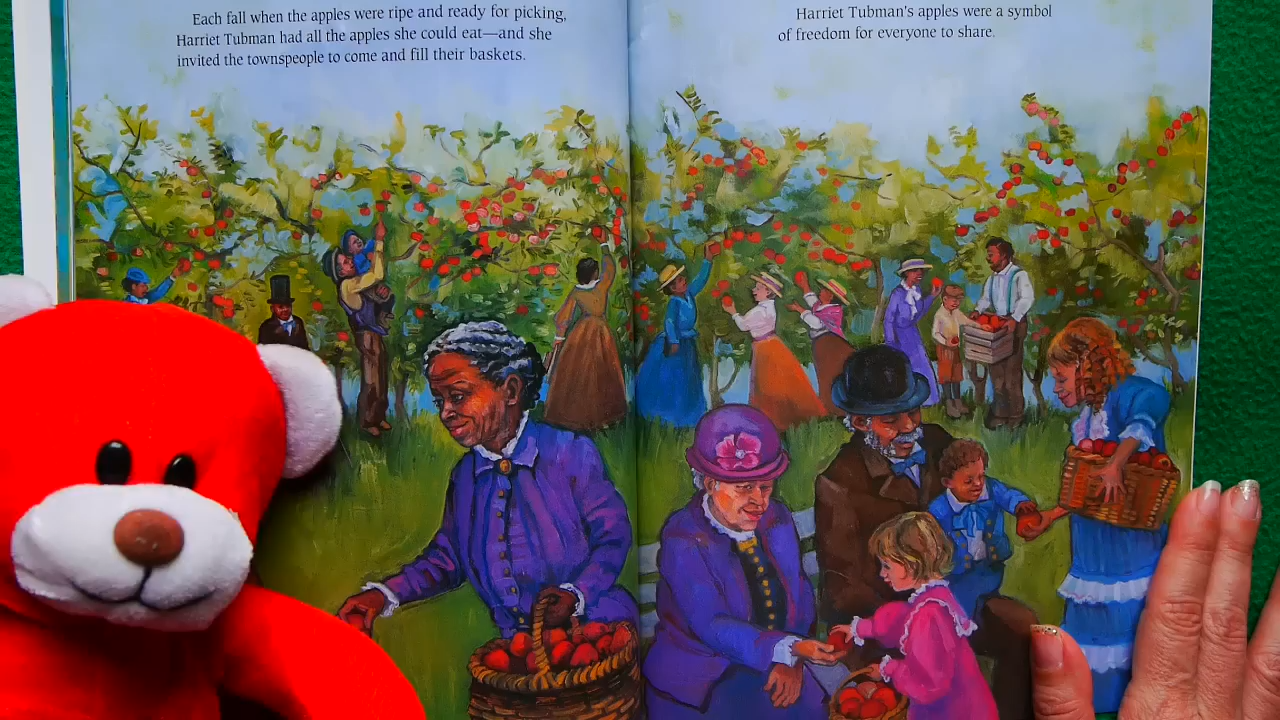 Each fall when the apples were ripe and ready for picking,
Harriet Tubman had all the apples she could eat—and she
invited the townspeople to come and fill their baskets.
Harriet Tubman's apples were a symbol
of freedom for everyone to share.